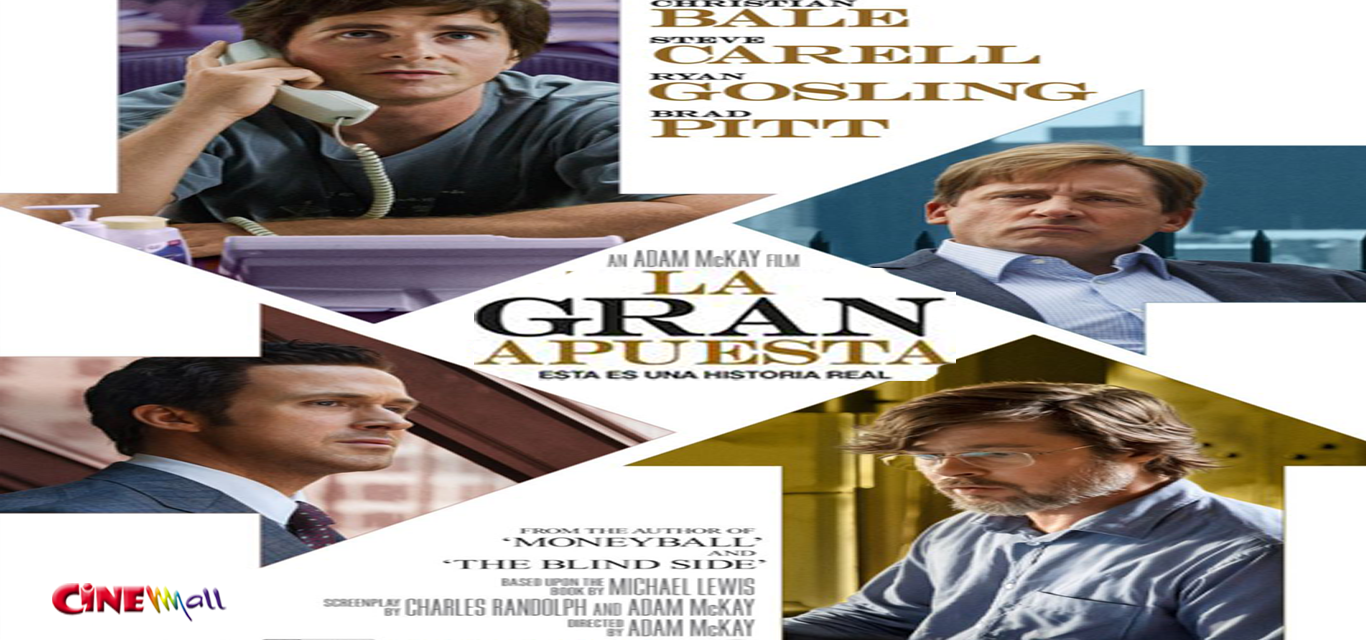 CHRISTIAN
BALE
STEVE
CARELL
RYAN
GOSLING
BRAD
PITT
AN ADAM McKAY FILM
LA
GRAN
APUESTA
ESTA ES UNA HISTORIA REAL
FROM THE AUTHOR OF
‘MONEYBALL’
AND
‘THE BLIND SIDE’
BASED UPON THE
BOOK BY MICHAEL LEWIS
SCREENPLAY
BY CHARLES RANDOLPH AND ADAM McKAY
DIRECTED
BY ADAM McKAY
CINEMall